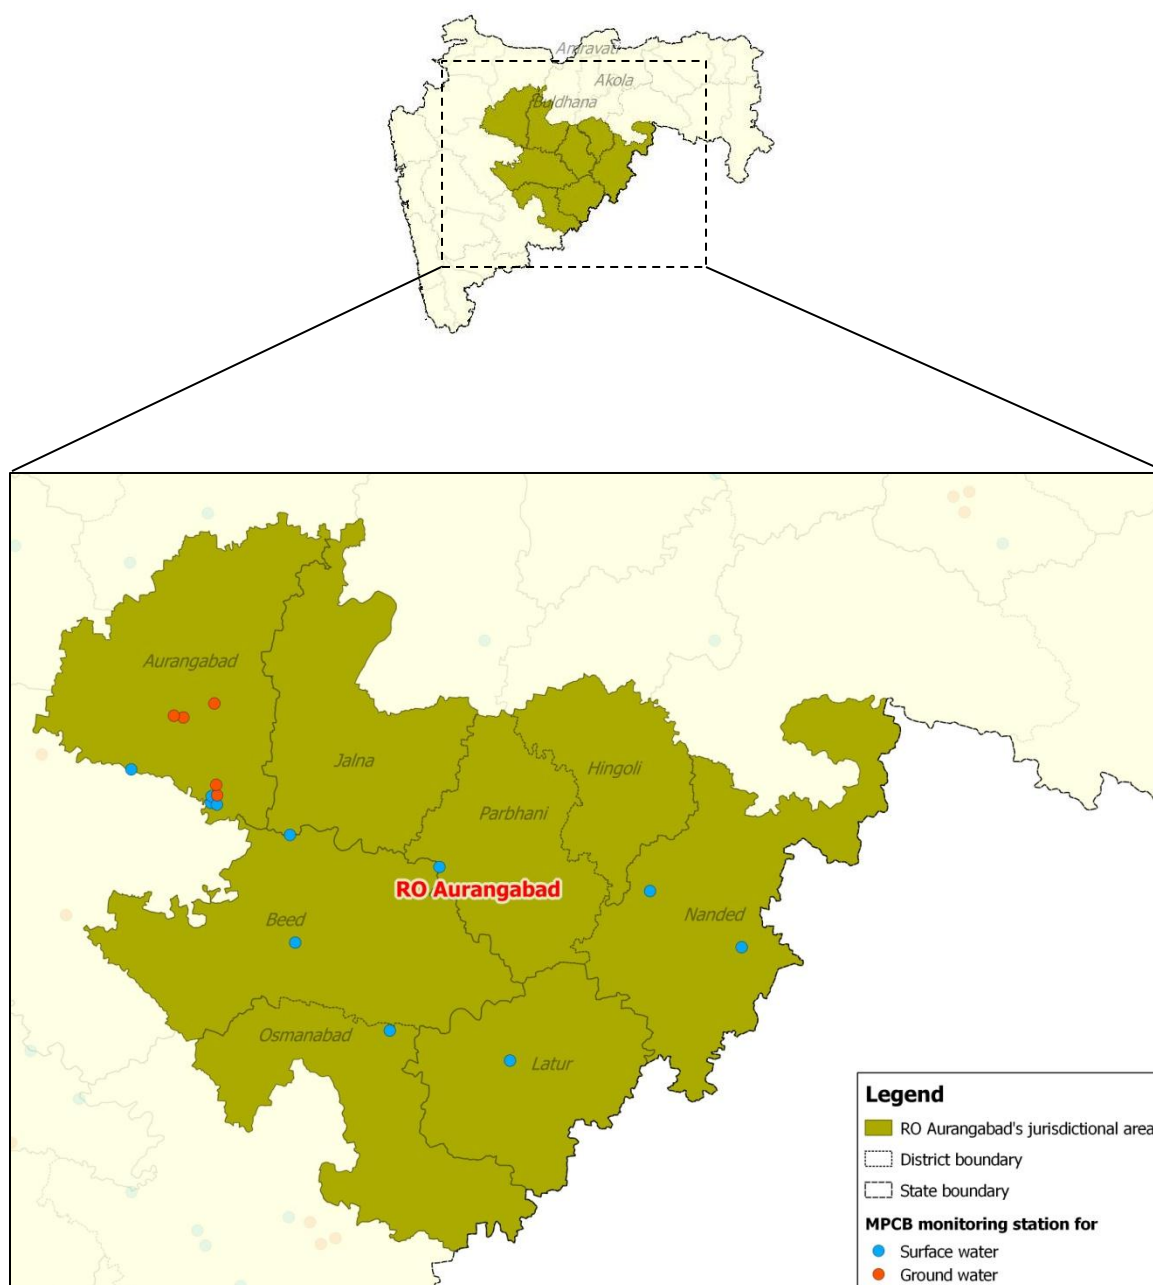 Amravati
Akola
Buldhana
Aurangabad
Jalna
Hingoli
Parbhani
RO Aurangabad
Beed
Nanded
Osmanabad
Latur
Legend
RO Aurangabad's jurisdictional area
District boundary
State boundary
MPCB monitoring station for
Surface water
Ground water